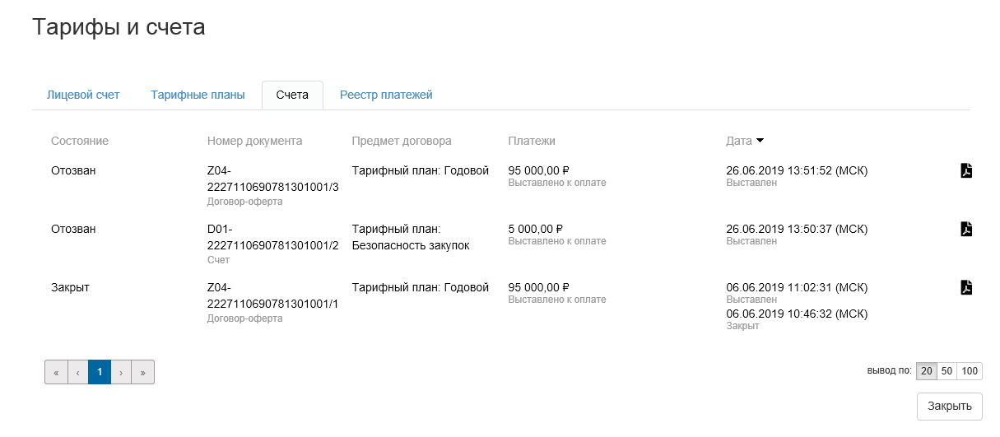 Тарифы и счета
Лицевой счет Тарифные планы Счета Реестр платежей
Состояние Номер документа Предмет договора Платежи Дата
Отозван Z04- Тарифный план: Годовой 95 000,00 ₽ 26.06.2019 13:51:52 (МСК)
2227110690781301001/3 Выставлено к оплате Выставлен
Договор-оферта
Отозван D01- Тарифный план: 5 000,00 ₽ 26.06.2019 13:50:37 (МСК)
2227110690781301001/2 Безопасность закупок Выставлено к оплате Выставлен
Счет
Закрыт Z04- Тарифный план: Годовой 95 000,00 ₽ 06.06.2019 11:02:31 (МСК)
2227110690781301001/1 Выставлено к оплате Выставлен
Договор-оферта 06.06.2019 10:46:32 (МСК)
Закрыт
« ‹ 1 › » вывод по: 20 50 100
Закрыть